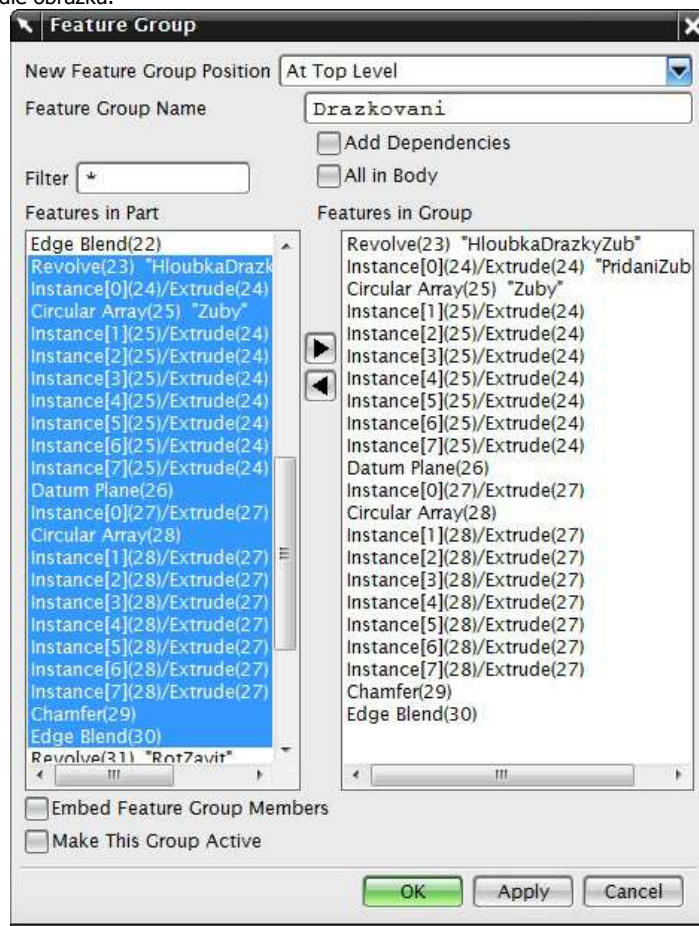 dle obrázku:
Feature Group
New Feature Group Position At Top Level
Feature Group Name Drazkovani
Add Dependencies
Filter * All in Body
Features in Part Features in Group
Edge Blend(22)
Revolve(23) "HloubkaDrazk
Instance[0](24)/Extrude(24)
Circular Array(25) "Zuby"
Instance[1](25)/Extrude(24)
Instance[2](25)/Extrude(24)
Instance[3](25)/Extrude(24)
Instance[4](25)/Extrude(24)
Instance[5](25)/Extrude(24)
Instance[6](25)/Extrude(24)
Instance[7](25)/Extrude(24)
Datum Plane(26)
Instance[0](27)/Extrude(27)
Circular Array(28)
Instance[1](28)/Extrude(27)
Instance[2](28)/Extrude(27)
Instance[3](28)/Extrude(27)
Instance[4](28)/Extrude(27)
Instance[5](28)/Extrude(27)
Instance[6](28)/Extrude(27)
Instance[7](28)/Extrude(27)
Chamfer(29)
Edge Blend(30)
Revolve(31) "RotZavit"
Revolve(23) "HloubkaDrazkyZub"
Instance[0](24)/Extrude(24) "PridaniZub
Circular Array(25) "Zuby"
Instance[1](25)/Extrude(24)
Instance[2](25)/Extrude(24)
Instance[3](25)/Extrude(24)
Instance[4](25)/Extrude(24)
Instance[5](25)/Extrude(24)
Instance[6](25)/Extrude(24)
Instance[7](25)/Extrude(24)
Datum Plane(26)
Instance[0](27)/Extrude(27)
Circular Array(28)
Instance[1](28)/Extrude(27)
Instance[2](28)/Extrude(27)
Instance[3](28)/Extrude(27)
Instance[4](28)/Extrude(27)
Instance[5](28)/Extrude(27)
Instance[6](28)/Extrude(27)
Instance[7](28)/Extrude(27)
Chamfer(29)
Edge Blend(30)
Embed Feature Group Members
Make This Group Active
OK Apply Cancel